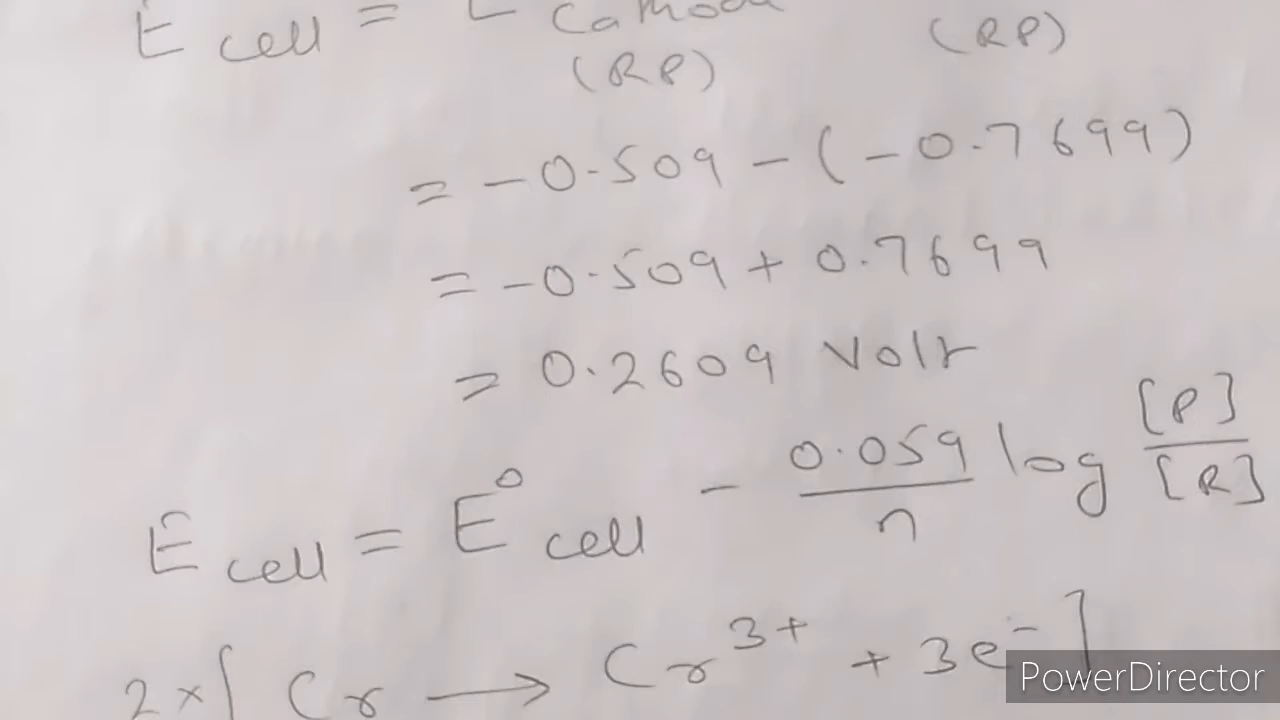 E cell = E Cathode
(RP) (RP)
= -0.509 - (-0.7699)
= -0.509 + 0.7699
= 0.2609 Volt
E cell = E° cell - 0.059/n log [P]/[R]
2 × [ Cr → Cr³⁺ + 3e⁻ ]
PowerDirector